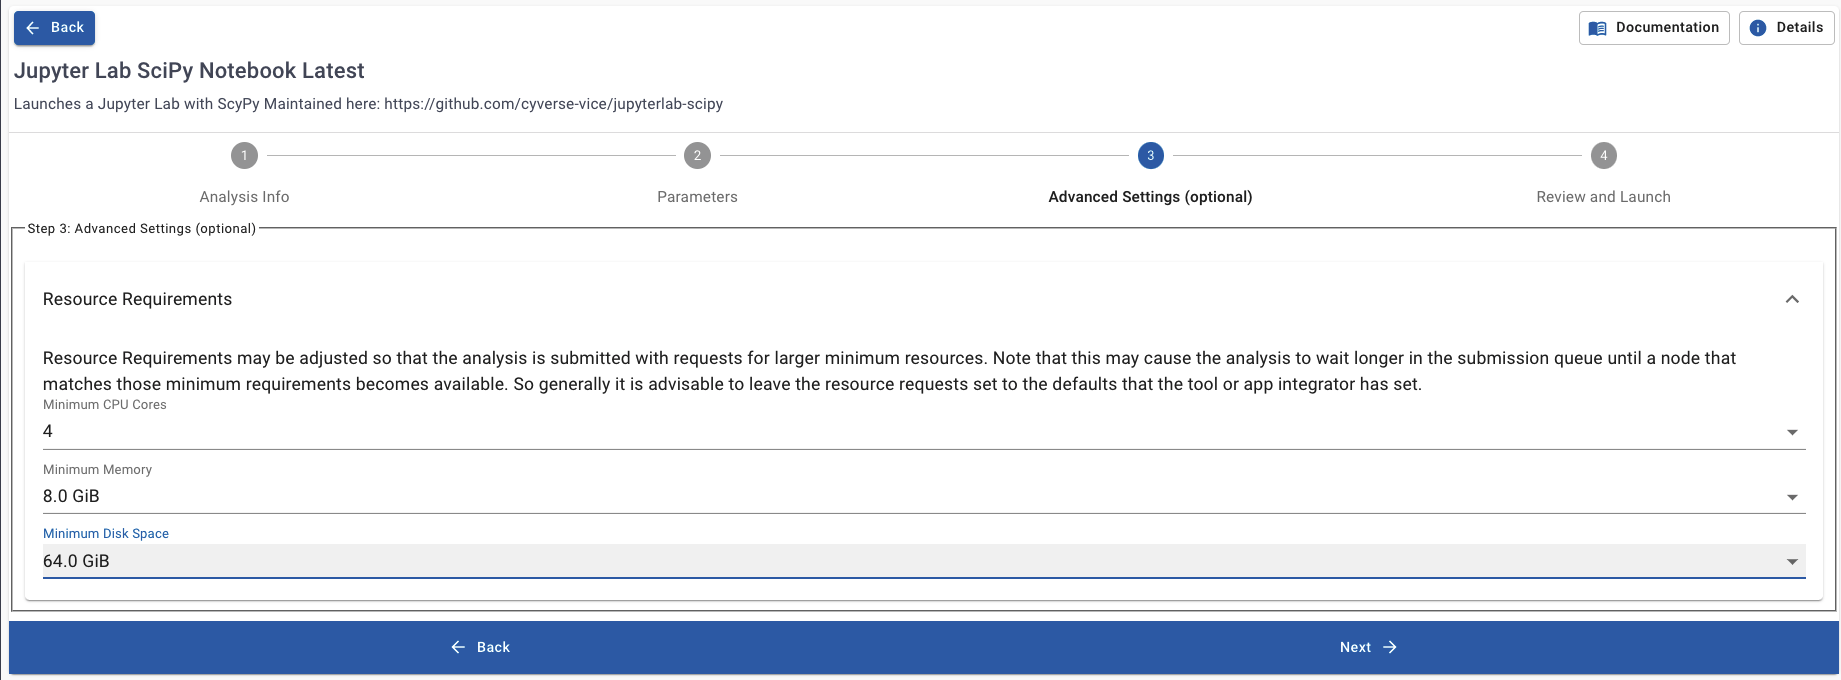 Back
Documentation
Details
Jupyter Lab SciPy Notebook Latest
Launches a Jupyter Lab with ScyPy Maintained here: https://github.com/cyverse-vice/jupyterlab-scipy
1
2
3
4
Analysis Info
Parameters
Advanced Settings (optional)
Review and Launch
Step 3: Advanced Settings (optional)
Resource Requirements
Resource Requirements may be adjusted so that the analysis is submitted with requests for larger minimum resources. Note that this may cause the analysis to wait longer in the submission queue until a node that
matches those minimum requirements becomes available. So generally it is advisable to leave the resource requests set to the defaults that the tool or app integrator has set.
Minimum CPU Cores
4
Minimum Memory
8.0 GiB
Minimum Disk Space
64.0 GiB
Back
Next